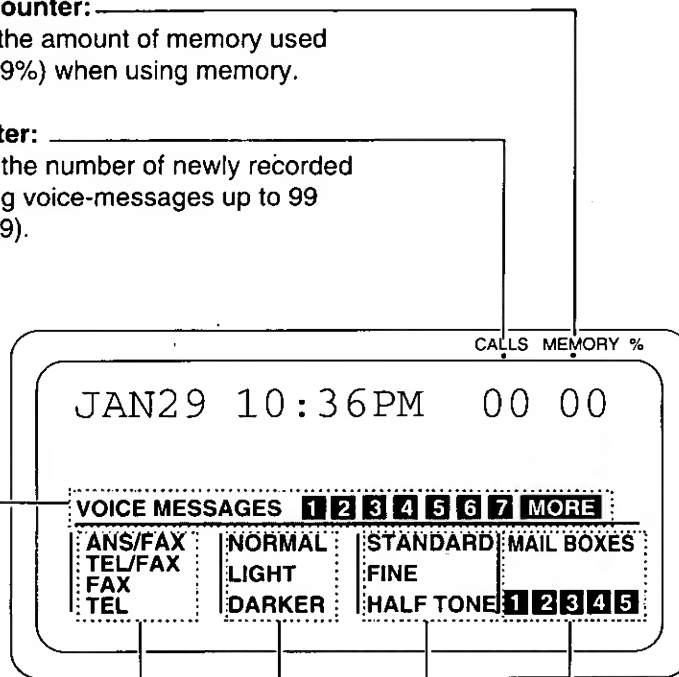 ounter:
the amount of memory used
9%) when using memory.
ter:
the number of newly recorded
g voice-messages up to 99
9).
CALLS MEMORY %
JAN29 10:36PM 00 00
VOICE MESSAGES 1 2 3 4 5 6 7 MORE
ANS/FAX NORMAL STANDARD MAIL BOXES
TEL/FAX LIGHT FINE
FAX
TEL DARKER HALF TONE 1 2 3 4 5